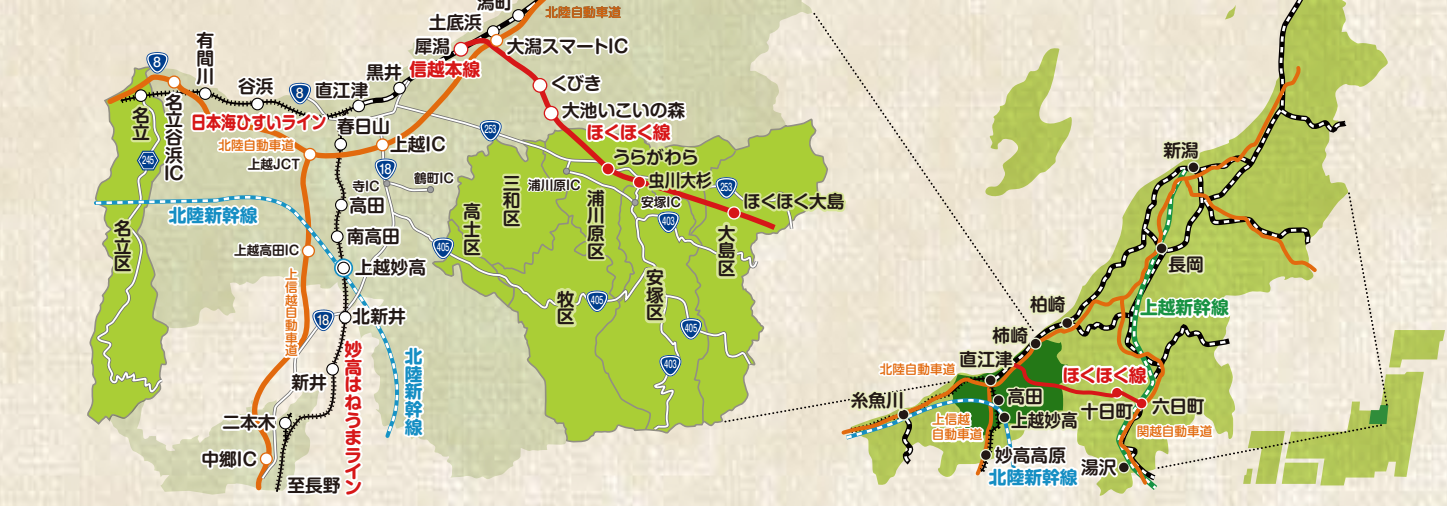 潟町
北陸自動車道
土底浜
犀潟
大潟スマートIC
信越本線
有間川
8
谷浜
8
直江津
黒井
くびき
大池いこいの森
ほくほく線
名立
名立谷浜IC
日本海ひすいライン
春日山
北陸自動車道
上越JCT
上越IC
253
うらがわら
虫川大杉
253
ほくほく大島
245
18
寺IC
鶴町IC
浦川原IC
安塚IC
403
北陸新幹線
高田
三和区
高士区
浦川原区
大島区
名立区
南高田
上越高田IC
上越妙高
405
安塚区
牧区
405
405
403
上信越自動車道
18
北新井
妙高はねうまライン
北陸新幹線
新井
二本木
中郷IC
至長野
新潟
長岡
上越新幹線
柏崎
柿崎
直江津
北陸自動車道
ほくほく線
糸魚川
高田
上越妙高
十日町
六日町
上信越
自動車道
関越自動車道
妙高高原
湯沢
北陸新幹線